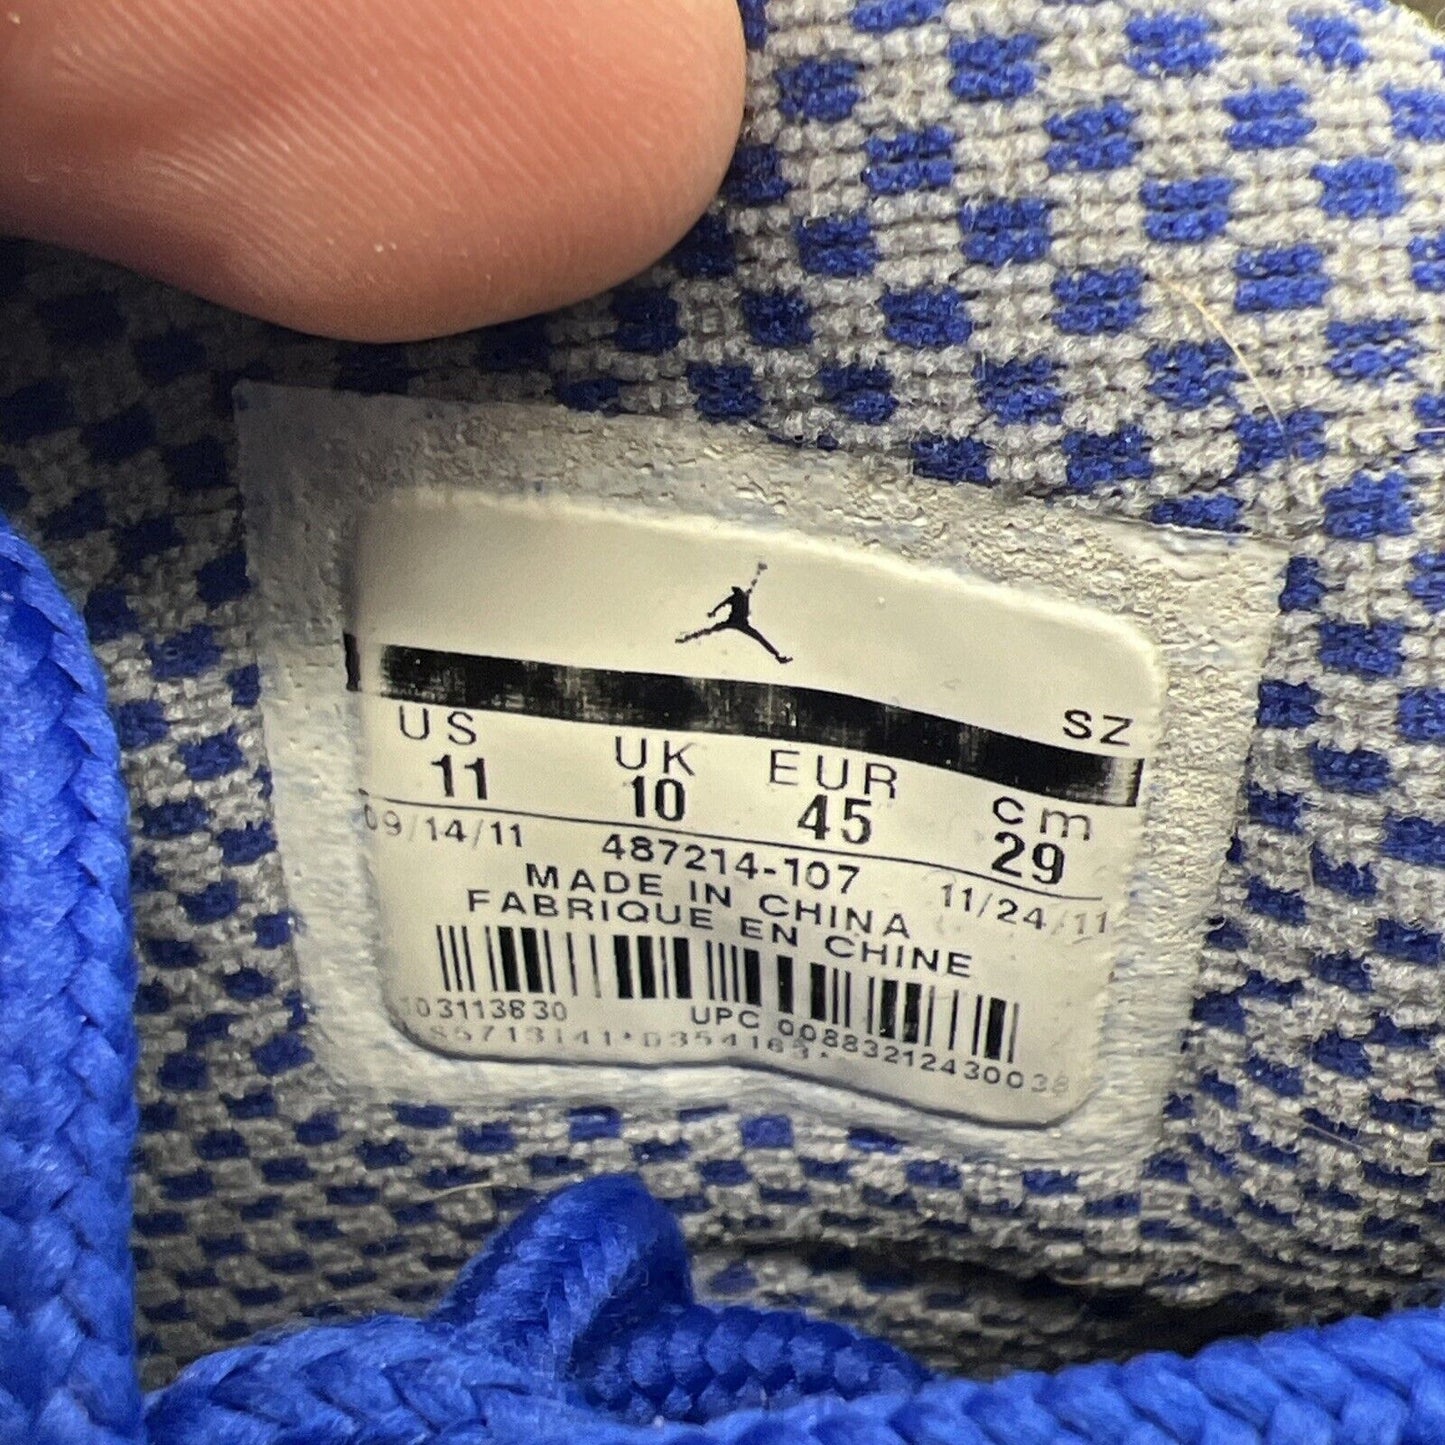 SZ
US UK EUR cm
11 10 45 29
09/14/11 487214-107 11/24/11
MADE IN CHINA
FABRIQUE EN CHINE
UPC 00883212430038